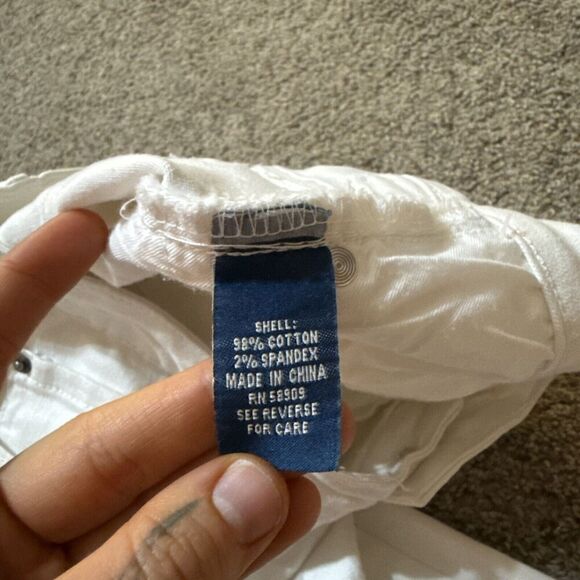 SHELL:
98% COTTON
2% SPANDEX
MADE IN CHINA
RN 58909
SEE REVERSE
FOR CARE